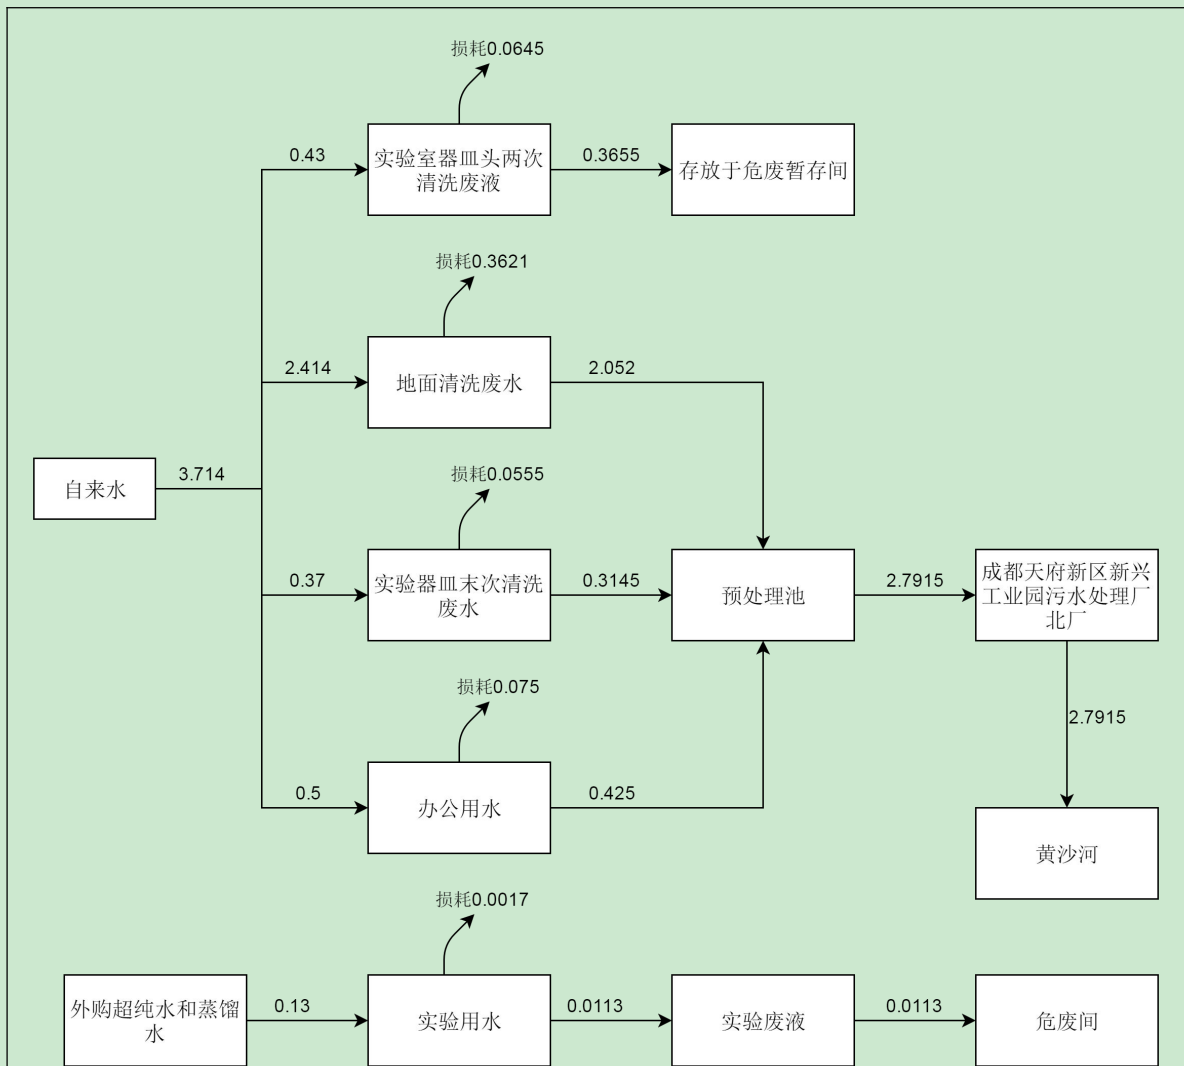 损耗0.0645
0.43
实验室器皿头两次
清洗废液
0.3655
存放于危废暂存间
损耗0.3621
2.414
地面清洗废水
2.052
自来水
3.714
损耗0.0555
0.37
实验器皿末次清洗
废水
0.3145
预处理池
2.7915
成都天府新区新兴
工业园污水处理厂
北厂
损耗0.075
2.7915
0.5
办公用水
0.425
黄沙河
损耗0.0017
外购超纯水和蒸馏
水
0.13
实验用水
0.0113
实验废液
0.0113
危废间